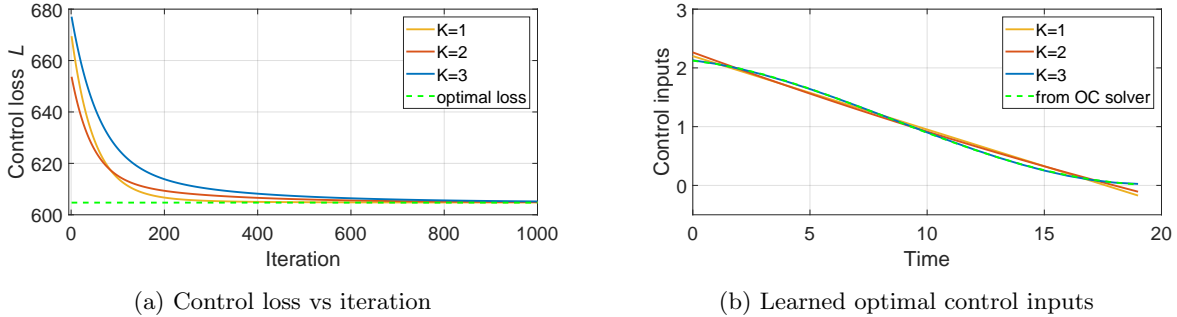 680
660
640
620
600
Control loss L
0
200
400
600
800
1000
Iteration
K=1
K=2
K=3
optimal loss
(a) Control loss vs iteration
3
2
1
0
-1
Control inputs
0
5
10
15
20
Time
K=1
K=2
K=3
from OC solver
(b) Learned optimal control inputs